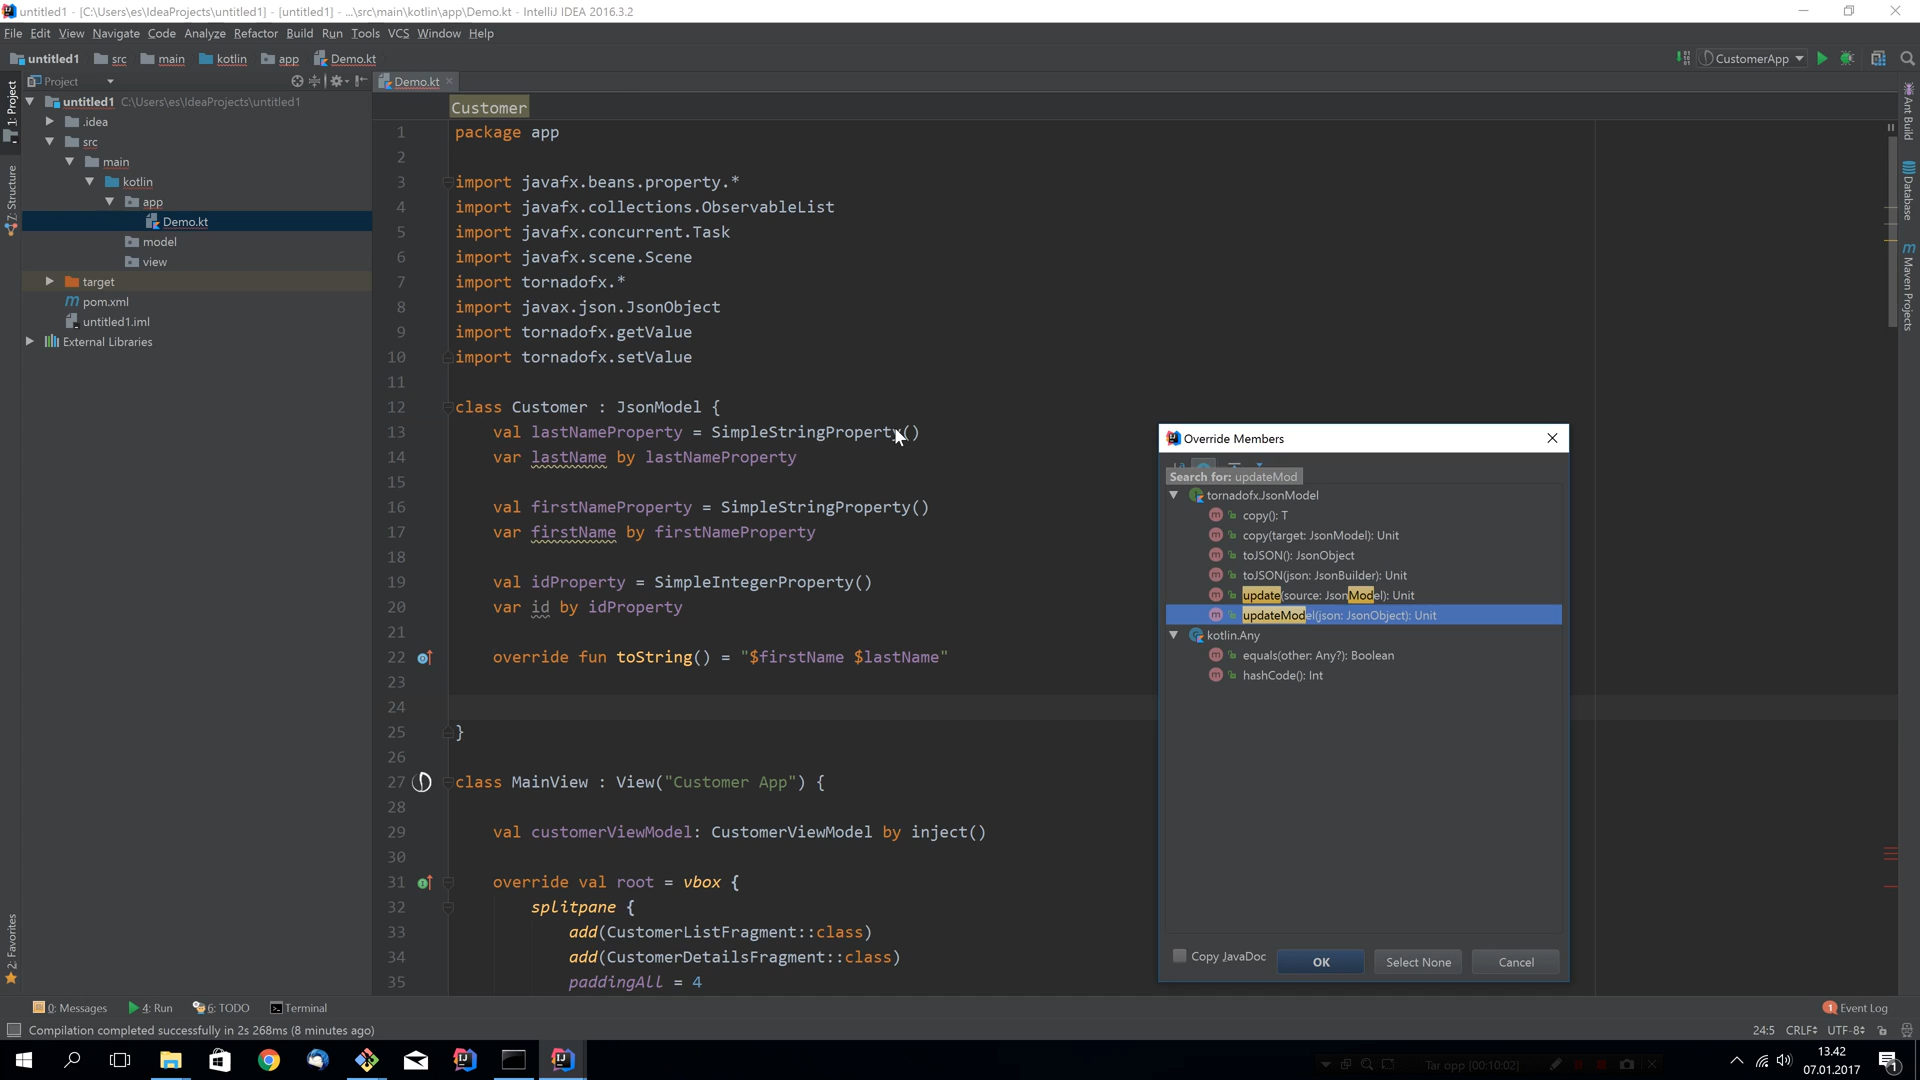 untitled1 - [C:\Users\es\IdeaProjects\untitled1] - [untitled1] - ...\src\main\kotlin\app\Demo.kt - IntelliJ IDEA 2016.3.2
File Edit View Navigate Code Analyze Refactor Build Run Tools VCS Window Help
untitled1 src main kotlin app Demo.kt CustomerApp
Project Demo.kt
1: Project
7: Structure
2: Favorites
untitled1 C:\Users\es\IdeaProjects\untitled1
.idea
src
main
kotlin
app
Demo.kt
model
view
target
pom.xml
untitled1.iml
External Libraries
Customer
1 package app
2
3 import javafx.beans.property.*
4 import javafx.collections.ObservableList
5 import javafx.concurrent.Task
6 import javafx.scene.Scene
7 import tornadofx.*
8 import javax.json.JsonObject
9 import tornadofx.getValue
10 import tornadofx.setValue
11
12 class Customer : JsonModel {
13 val lastNameProperty = SimpleStringProperty()
14 var lastName by lastNameProperty
15
16 val firstNameProperty = SimpleStringProperty()
17 var firstName by firstNameProperty
18
19 val idProperty = SimpleIntegerProperty()
20 var id by idProperty
21
22 override fun toString() = "$firstName $lastName"
23
24
25 }
26
27 class MainView : View("Customer App") {
28
29 val customerViewModel: CustomerViewModel by inject()
30
31 override val root = vbox {
32 splitpane {
33 add(CustomerListFragment::class)
34 add(CustomerDetailsFragment::class)
35 paddingAll = 4
Override Members
Search for: updateMod
tornadofx.JsonModel
copy(): T
copy(target: JsonModel): Unit
toJSON(): JsonObject
toJSON(json: JsonBuilder): Unit
update(source: JsonModel): Unit
updateModel(json: JsonObject): Unit
kotlin.Any
equals(other: Any?): Boolean
hashCode(): Int
Copy JavaDoc OK Select None Cancel
Ant Build
Database
Maven Projects
0: Messages 4: Run 6: TODO Terminal 1 Event Log
Compilation completed successfully in 2s 268ms (8 minutes ago) 24:5 CRLF UTF-8
Tar opp [00:10:02]
13.42
07.01.2017
1